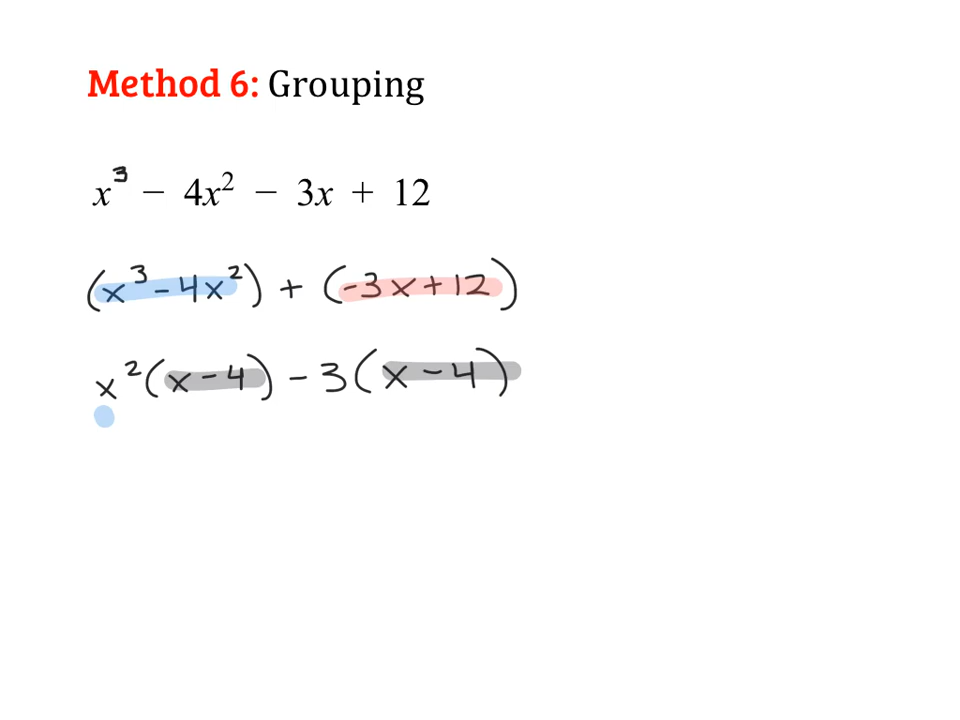 Method 6: Grouping
x³ − 4x² − 3x + 12
(x³ − 4x²) + (−3x + 12)
x²(x − 4) − 3(x − 4)